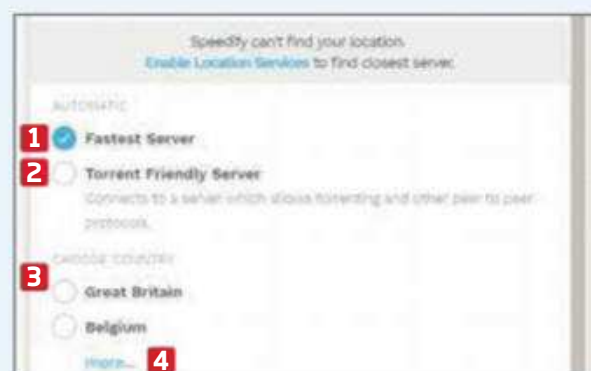 Speedify can't find your location.
Enable Location Services to find closest server.
AUTOMATIC
1 Fastest Server
2 Torrent Friendly Server
Connects to a server which allows torrenting and other peer to peer
protocols.
CHOOSE COUNTRY
3
Great Britain
Belgium
more... 4